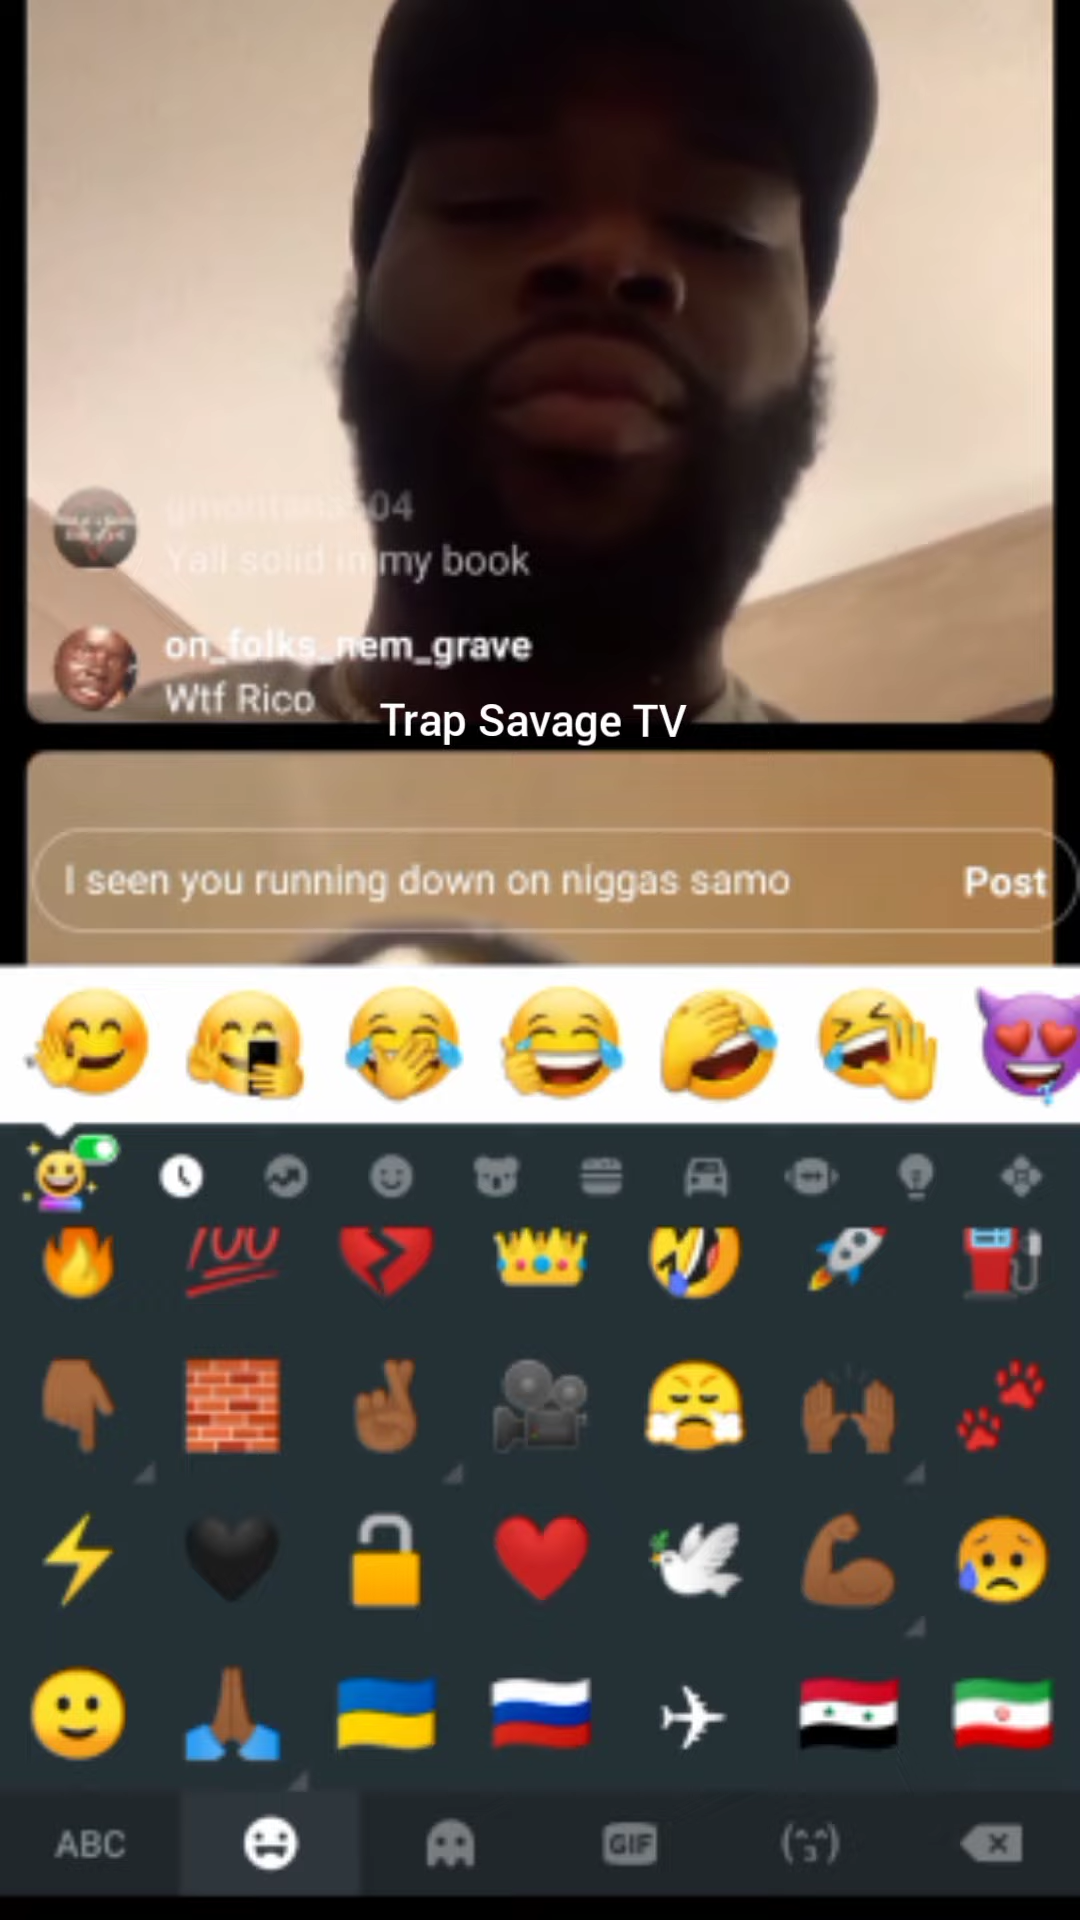 Yall solid in my book
on_folks_nem_grave
Wtf Rico
Trap Savage TV
I seen you running down on niggas samo
Post
ABC
GIF